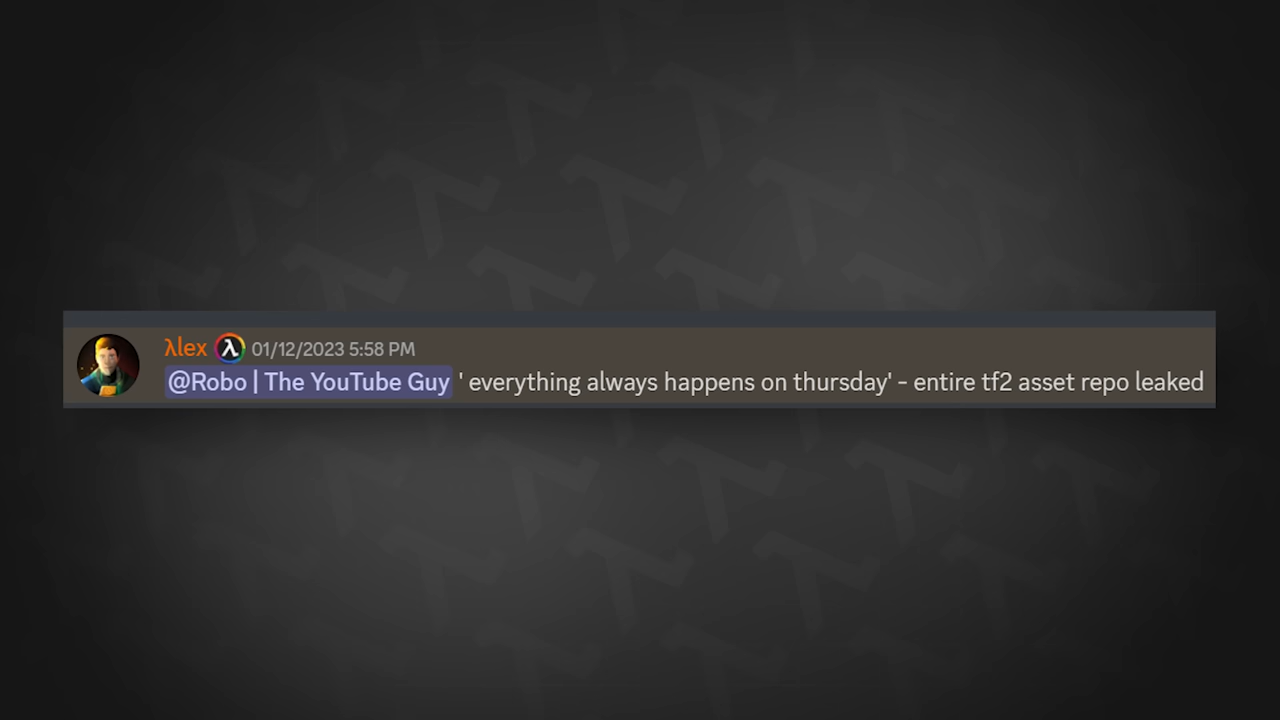 λlex 01/12/2023 5:58 PM
@Robo | The YouTube Guy ' everything always happens on thursday' - entire tf2 asset repo leaked